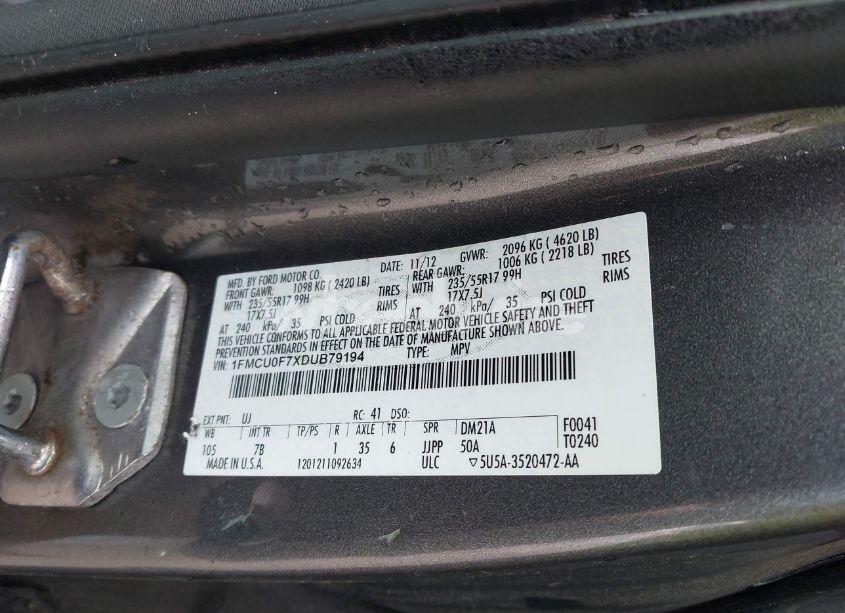 MFD. BY FORD MOTOR CO.
DATE: 11/12 GVWR: 2096 KG ( 4620 LB)
FRONT GAWR: 1098 KG ( 2420 LB) REAR GAWR: 1006 KG ( 2218 LB)
WITH 235/55R17 99H TIRES WITH 235/55R17 99H TIRES
17X7.5J RIMS 17X7.5J RIMS
AT 240 kPa/ 35 PSI COLD AT 240 kPa/ 35 PSI COLD
THIS VEHICLE CONFORMS TO ALL APPLICABLE FEDERAL MOTOR VEHICLE SAFETY AND THEFT
PREVENTION STANDARDS IN EFFECT ON THE DATE OF MANUFACTURE SHOWN ABOVE.
VIN: 1FMCU0F7XDUB79194 TYPE: MPV
EXT PNT: UJ RC: 41 DSO:
WB INT TR TP/PS R AXLE TR SPR DM21A F0041
105 7B 1 35 6 JJPP 50A T0240
MADE IN U.S.A. 1201211092634 ULC ▽5U5A-3520472-AA